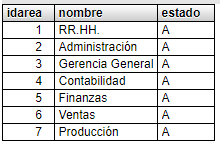 idarea nombre estado
1 RR.HH. A
2 Administración A
3 Gerencia General A
4 Contabilidad A
5 Finanzas A
6 Ventas A
7 Producción A